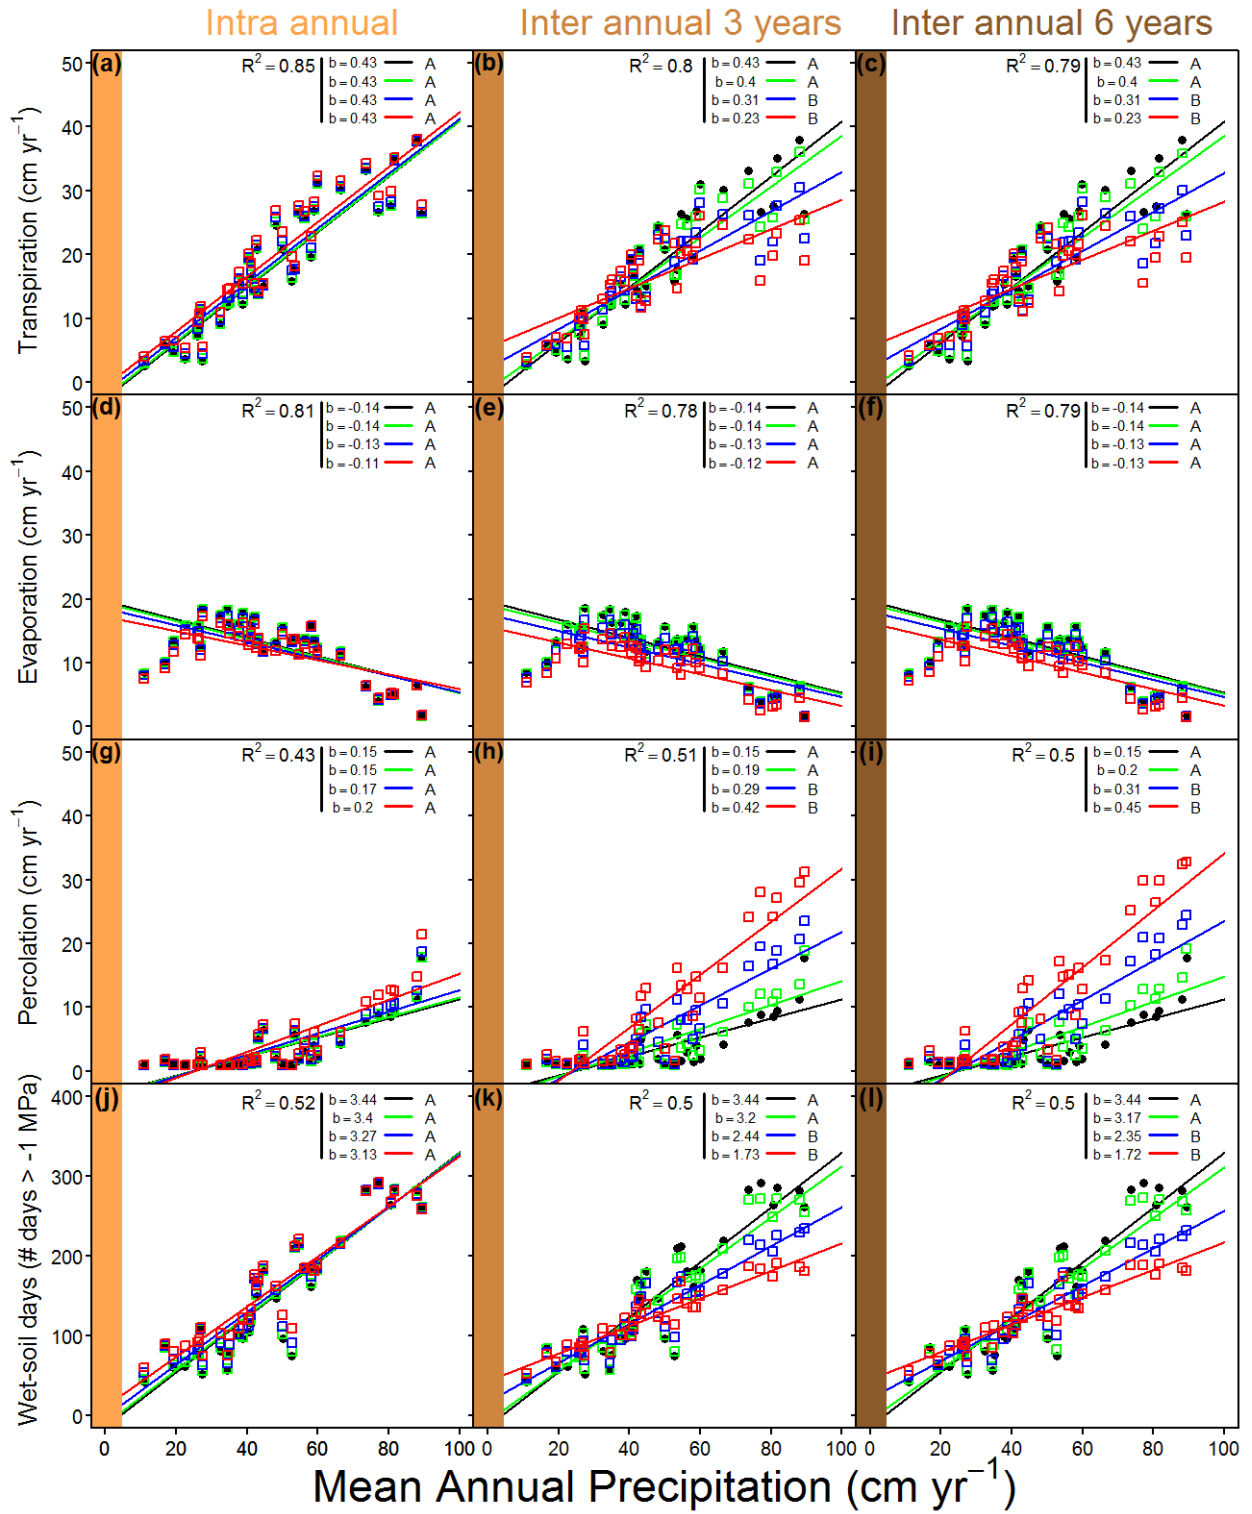 Intra annual
Inter annual 3 years
Inter annual 6 years
Transpiration (cm yr⁻¹)
50
40
30
20
10
0
(a)
R² = 0.85
b = 0.43 A
b = 0.43 A
b = 0.43 A
b = 0.43 A
(b)
R² = 0.8
b = 0.43 A
b = 0.4 A
b = 0.31 B
b = 0.23 B
(c)
R² = 0.79
b = 0.43 A
b = 0.4 A
b = 0.31 B
b = 0.23 B
Evaporation (cm yr⁻¹)
50
40
30
20
10
0
(d)
R² = 0.81
b = -0.14 A
b = -0.14 A
b = -0.13 A
b = -0.11 A
(e)
R² = 0.78
b = -0.14 A
b = -0.14 A
b = -0.13 A
b = -0.12 A
(f)
R² = 0.79
b = -0.14 A
b = -0.14 A
b = -0.13 A
b = -0.13 A
Percolation (cm yr⁻¹)
50
40
30
20
10
0
(g)
R² = 0.43
b = 0.15 A
b = 0.15 A
b = 0.17 A
b = 0.2 A
(h)
R² = 0.51
b = 0.15 A
b = 0.19 A
b = 0.29 B
b = 0.42 B
(i)
R² = 0.5
b = 0.15 A
b = 0.2 A
b = 0.31 B
b = 0.45 B
Wet-soil days (# days > -1 MPa)
400
300
200
100
0
(j)
R² = 0.52
b = 3.44 A
b = 3.4 A
b = 3.27 A
b = 3.13 A
(k)
R² = 0.5
b = 3.44 A
b = 3.2 A
b = 2.44 B
b = 1.73 B
(l)
R² = 0.5
b = 3.44 A
b = 3.17 A
b = 2.35 B
b = 1.72 B
0 20 40 60 80 100
0 20 40 60 80 100
0 20 40 60 80 100
Mean Annual Precipitation (cm yr⁻¹)